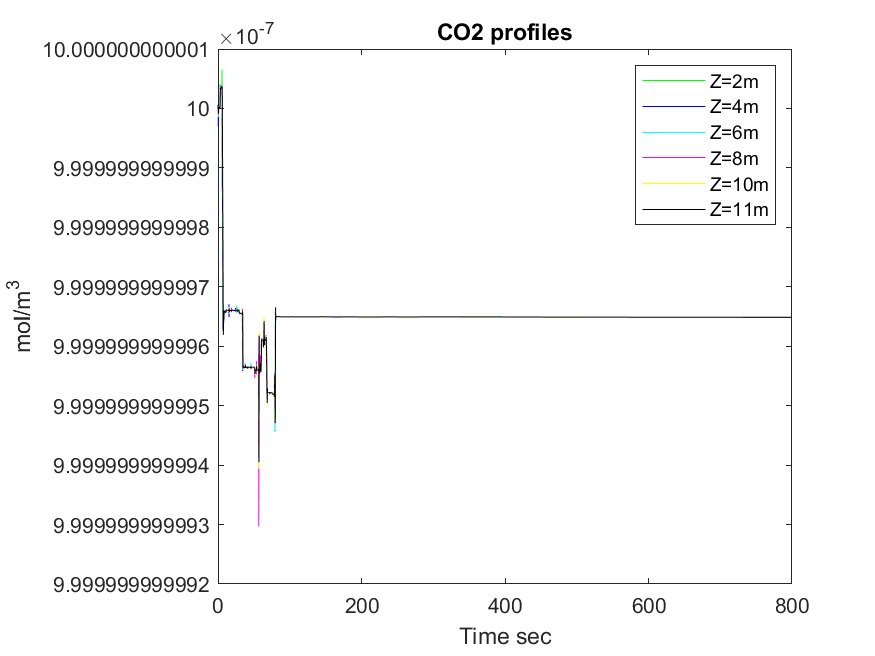 CO2 profiles
×10-7
10.000000000001
10
9.999999999999
9.999999999998
9.999999999997
9.999999999996
9.999999999995
9.999999999994
9.999999999993
9.999999999992
mol/m3
0 200 400 600 800
Time sec
Z=2m
Z=4m
Z=6m
Z=8m
Z=10m
Z=11m